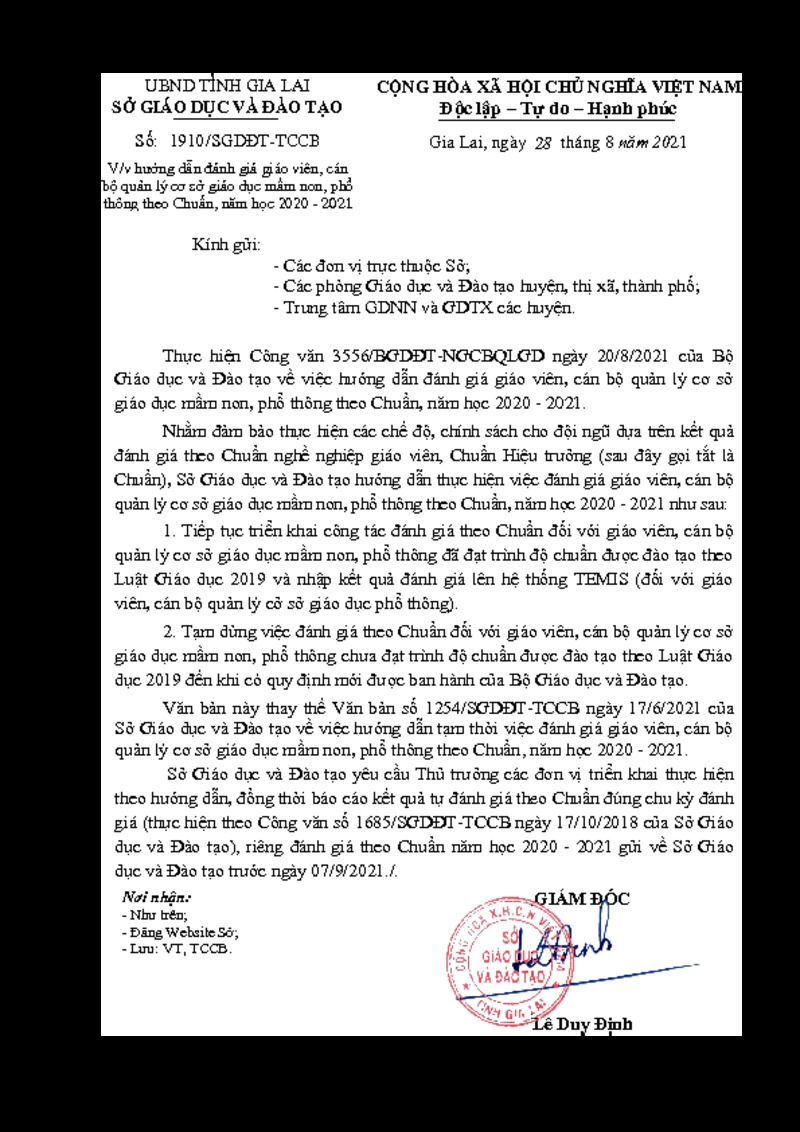 UBND TỈNH GIA LAI
SỞ GIÁO DỤC VÀ ĐÀO TẠO
CỘNG HÒA XÃ HỘI CHỦ NGHĨA VIỆT NAM
Độc lập – Tự do – Hạnh phúc
Số: 1910/SGDĐT-TCCB
Gia Lai, ngày 28 tháng 8 năm 2021
V/v hướng dẫn đánh giá giáo viên, cán
bộ quản lý cơ sở giáo dục mầm non, phổ
thông theo Chuẩn, năm học 2020 - 2021
Kính gửi:
- Các đơn vị trực thuộc Sở;
- Các phòng Giáo dục và Đào tạo huyện, thị xã, thành phố;
- Trung tâm GDNN và GDTX các huyện.
Thực hiện Công văn 3556/BGDĐT-NGCBQLGD ngày 20/8/2021 của Bộ
Giáo dục và Đào tạo về việc hướng dẫn đánh giá giáo viên, cán bộ quản lý cơ sở
giáo dục mầm non, phổ thông theo Chuẩn, năm học 2020 - 2021.
Nhằm đảm bảo thực hiện các chế độ, chính sách cho đội ngũ dựa trên kết quả
đánh giá theo Chuẩn nghề nghiệp giáo viên, Chuẩn Hiệu trưởng (sau đây gọi tắt là
Chuẩn), Sở Giáo dục và Đào tạo hướng dẫn thực hiện việc đánh giá giáo viên, cán bộ
quản lý cơ sở giáo dục mầm non, phổ thông theo Chuẩn, năm học 2020 - 2021 như sau:
1. Tiếp tục triển khai công tác đánh giá theo Chuẩn đối với giáo viên, cán bộ
quản lý cơ sở giáo dục mầm non, phổ thông đã đạt trình độ chuẩn được đào tạo theo
Luật Giáo dục 2019 và nhập kết quả đánh giá lên hệ thống TEMIS (đối với giáo
viên, cán bộ quản lý cở sở giáo dục phổ thông).
2. Tạm dừng việc đánh giá theo Chuẩn đối với giáo viên, cán bộ quản lý cơ sở
giáo dục mầm non, phổ thông chưa đạt trình độ chuẩn được đào tạo theo Luật Giáo
dục 2019 đến khi có quy định mới được ban hành của Bộ Giáo dục và Đào tạo.
Văn bản này thay thế Văn bản số 1254/SGDĐT-TCCB ngày 17/6/2021 của
Sở Giáo dục và Đào tạo về việc hướng dẫn tạm thời việc đánh giá giáo viên, cán bộ
quản lý cơ sở giáo dục mầm non, phổ thông theo Chuẩn, năm học 2020 - 2021.
Sở Giáo dục và Đào tạo yêu cầu Thủ trưởng các đơn vị triển khai thực hiện
theo hướng dẫn, đồng thời báo cáo kết quả tự đánh giá theo Chuẩn đúng chu kỳ đánh
giá (thực hiện theo Công văn số 1685/SGDĐT-TCCB ngày 17/10/2018 của Sở Giáo
dục và Đào tạo), riêng đánh giá theo Chuẩn năm học 2020 - 2021 gửi về Sở Giáo
dục và Đào tạo trước ngày 07/9/2021./.
Nơi nhận:
- Như trên;
- Đăng Website Sở;
- Lưu: VT, TCCB.
GIÁM ĐỐC
CỘNG HÒA X.H.C.N VIỆT NAM
SỞ
GIÁO DỤC
VÀ ĐÀO TẠO
TỈNH GIA LAI
Lê Duy Định